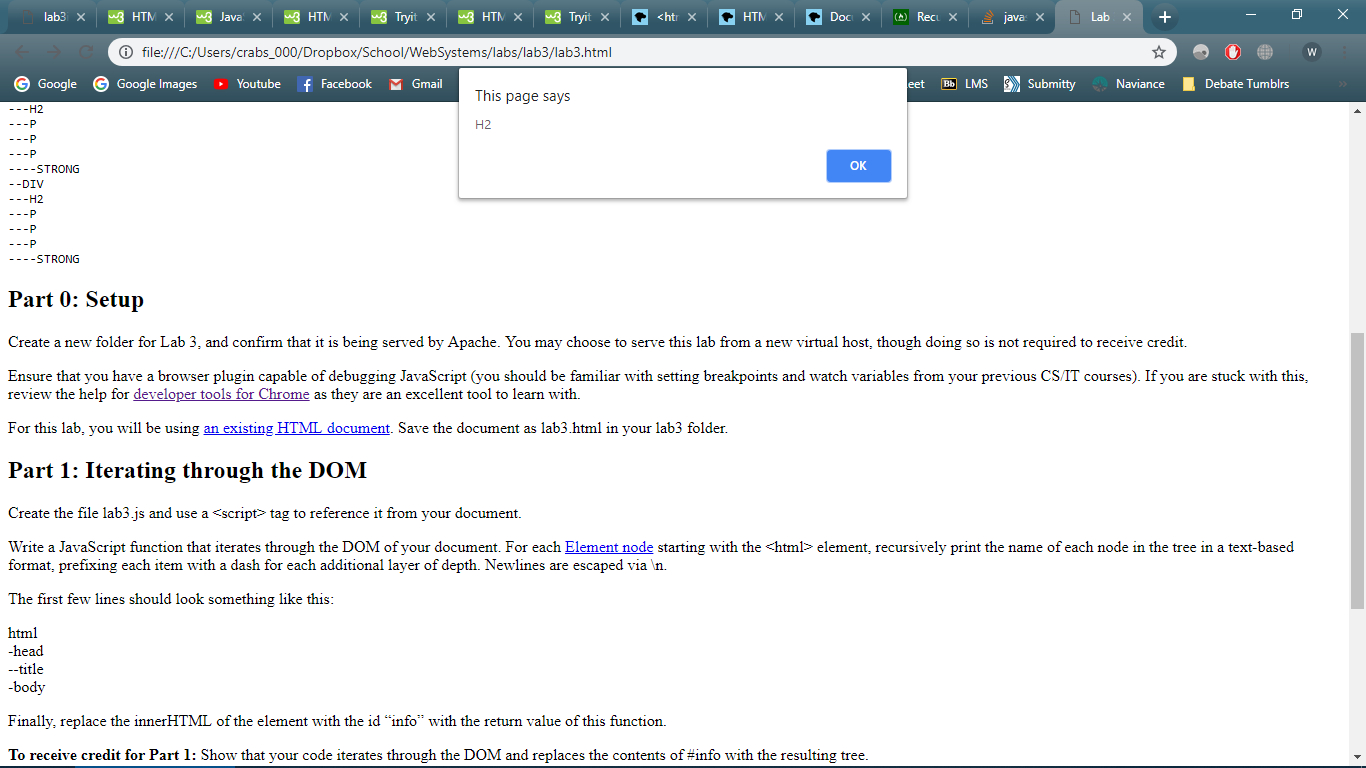 lab3
HTM
Java
HTM
Tryit
HTM
Tryit
<htm
HTM
Doc
Recu
javas
Lab
file:///C:/Users/crabs_000/Dropbox/School/WebSystems/labs/lab3/lab3.html
W
Google
Google Images
Youtube
Facebook
Gmail
eet
Bb
LMS
Submitty
Naviance
Debate Tumblrs
This page says
H2
OK
---H2
---P
---P
---P
----STRONG
--DIV
---H2
---P
---P
---P
----STRONG
Part 0: Setup
Create a new folder for Lab 3, and confirm that it is being served by Apache. You may choose to serve this lab from a new virtual host, though doing so is not required to receive credit.
Ensure that you have a browser plugin capable of debugging JavaScript (you should be familiar with setting breakpoints and watch variables from your previous CS/IT courses). If you are stuck with this,
review the help for developer tools for Chrome as they are an excellent tool to learn with.
For this lab, you will be using an existing HTML document. Save the document as lab3.html in your lab3 folder.
Part 1: Iterating through the DOM
Create the file lab3.js and use a <script> tag to reference it from your document.
Write a JavaScript function that iterates through the DOM of your document. For each Element node starting with the <html> element, recursively print the name of each node in the tree in a text-based
format, prefixing each item with a dash for each additional layer of depth. Newlines are escaped via \n.
The first few lines should look something like this:
html
-head
--title
-body
Finally, replace the innerHTML of the element with the id “info” with the return value of this function.
To receive credit for Part 1: Show that your code iterates through the DOM and replaces the contents of #info with the resulting tree.